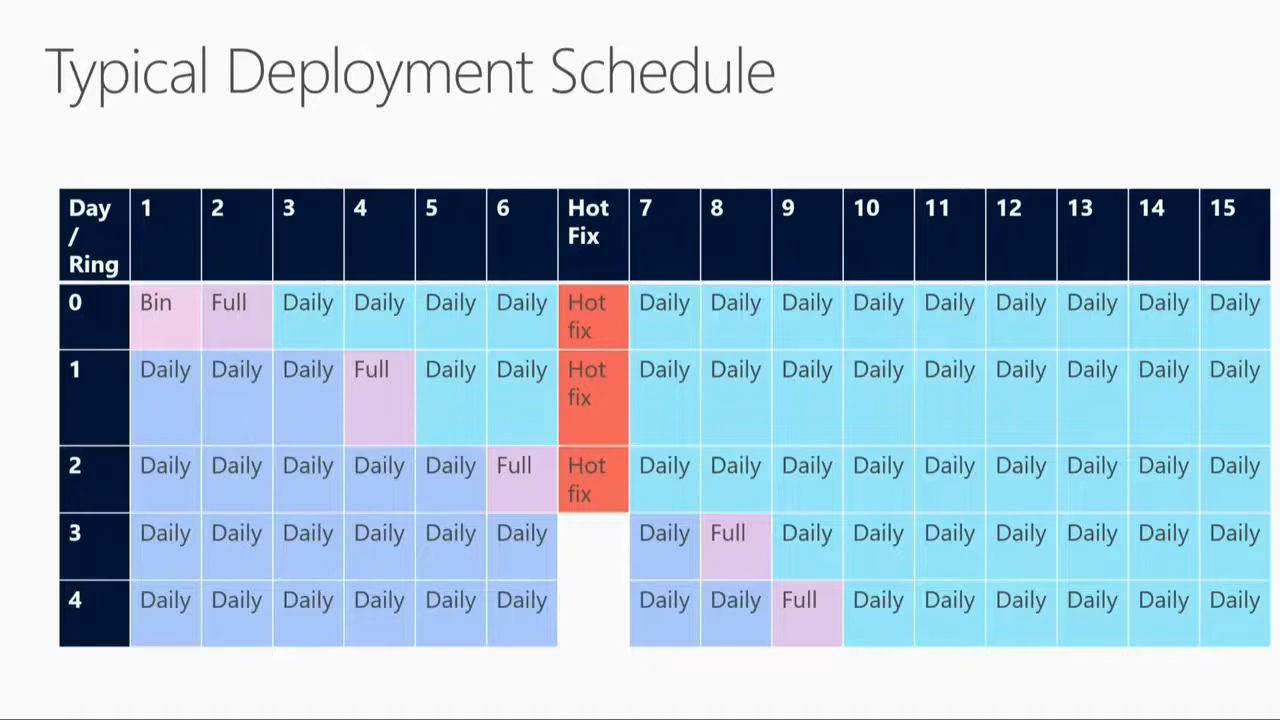 Typical Deployment Schedule
Day / Ring 1 2 3 4 5 6 Hot Fix 7 8 9 10 11 12 13 14 15
0 Bin Full Daily Daily Daily Daily Hot fix Daily Daily Daily Daily Daily Daily Daily Daily Daily
1 Daily Daily Daily Full Daily Daily Hot fix Daily Daily Daily Daily Daily Daily Daily Daily Daily
2 Daily Daily Daily Daily Daily Full Hot fix Daily Daily Daily Daily Daily Daily Daily Daily Daily
3 Daily Daily Daily Daily Daily Daily Daily Full Daily Daily Daily Daily Daily Daily Daily
4 Daily Daily Daily Daily Daily Daily Daily Daily Full Daily Daily Daily Daily Daily Daily